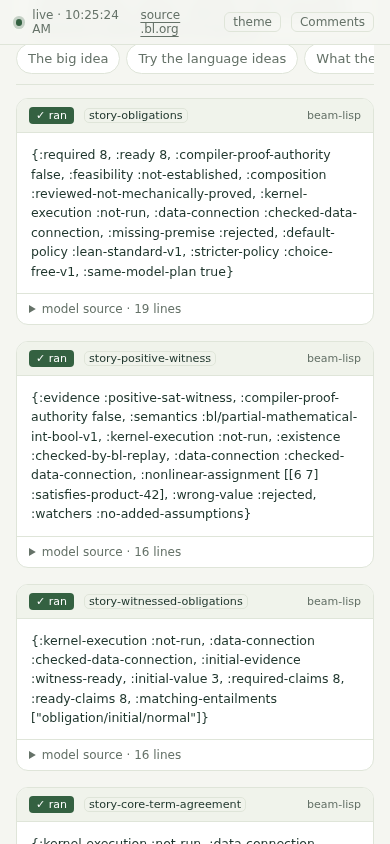 live · 10:25:24 AM
source .bl.org
theme
Comments
The big idea
Try the language ideas
What the
✓ ran story-obligations beam-lisp
{:required 8, :ready 8, :compiler-proof-authority
false, :feasibility :not-established, :composition
:reviewed-not-mechanically-proved, :kernel-
execution :not-run, :data-connection :checked-data-
connection, :missing-premise :rejected, :default-
policy :lean-standard-v1, :stricter-policy :choice-
free-v1, :same-model-plan true}
▶ model source · 19 lines
✓ ran story-positive-witness beam-lisp
{:evidence :positive-sat-witness, :compiler-proof-
authority false, :semantics :bl/partial-mathematical-
int-bool-v1, :kernel-execution :not-run, :existence
:checked-by-bl-replay, :data-connection :checked-
data-connection, :nonlinear-assignment [[6 7]
:satisfies-product-42], :wrong-value :rejected,
:watchers :no-added-assumptions}
▶ model source · 16 lines
✓ ran story-witnessed-obligations beam-lisp
{:kernel-execution :not-run, :data-connection
:checked-data-connection, :initial-evidence
:witness-ready, :initial-value 3, :required-claims 8,
:ready-claims 8, :matching-entailments
["obligation/initial/normal"]}
▶ model source · 16 lines
✓ ran story-core-term-agreement beam-lisp
{:kernel-execution :not-run, :data-connection